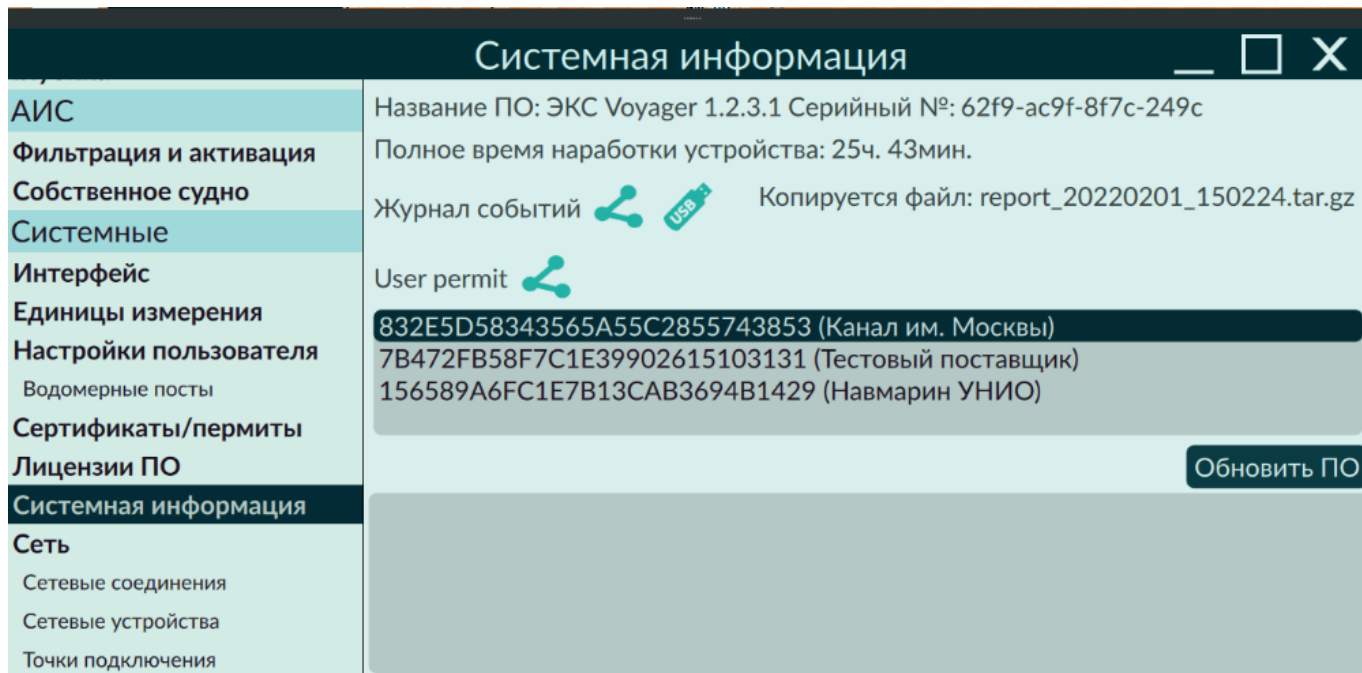 Системная информация
АИС
Фильтрация и активация
Собственное судно
Системные
Интерфейс
Единицы измерения
Настройки пользователя
Водомерные посты
Сертификаты/пермиты
Лицензии ПО
Системная информация
Сеть
Сетевые соединения
Сетевые устройства
Точки подключения
Название ПО: ЭКС Voyager 1.2.3.1 Серийный №: 62f9-ac9f-8f7c-249c
Полное время наработки устройства: 25ч. 43мин.
Журнал событий USB Копируется файл: report_20220201_150224.tar.gz
User permit
832E5D58343565A55C2855743853 (Канал им. Москвы)
7B472FB58F7C1E39902615103131 (Тестовый поставщик)
156589A6FC1E7B13CAB3694B1429 (Навмарин УНИО)
Обновить ПО